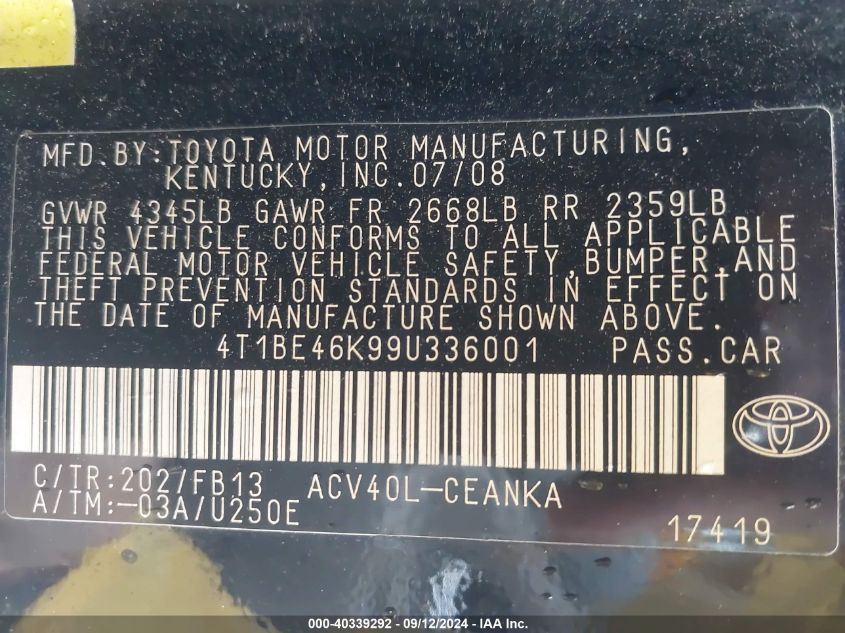 MFD.BY:TOYOTA MOTOR MANUFACTURING,
KENTUCKY,INC.07/08
GVWR 4345LB GAWR FR 2668LB RR 2359LB
THIS VEHICLE CONFORMS TO ALL APPLICABLE
FEDERAL MOTOR VEHICLE SAFETY,BUMPER,AND
THEFT PREVENTION STANDARDS IN EFFECT ON
THE DATE OF MANUFACTURE SHOWN ABOVE.
4T1BE46K99U336001 PASS.CAR
C/TR:202/FB13 ACV40L-CEANKA
A/TM:-03A/U250E
17419
000-40339292 - 09/12/2024 - IAA Inc.